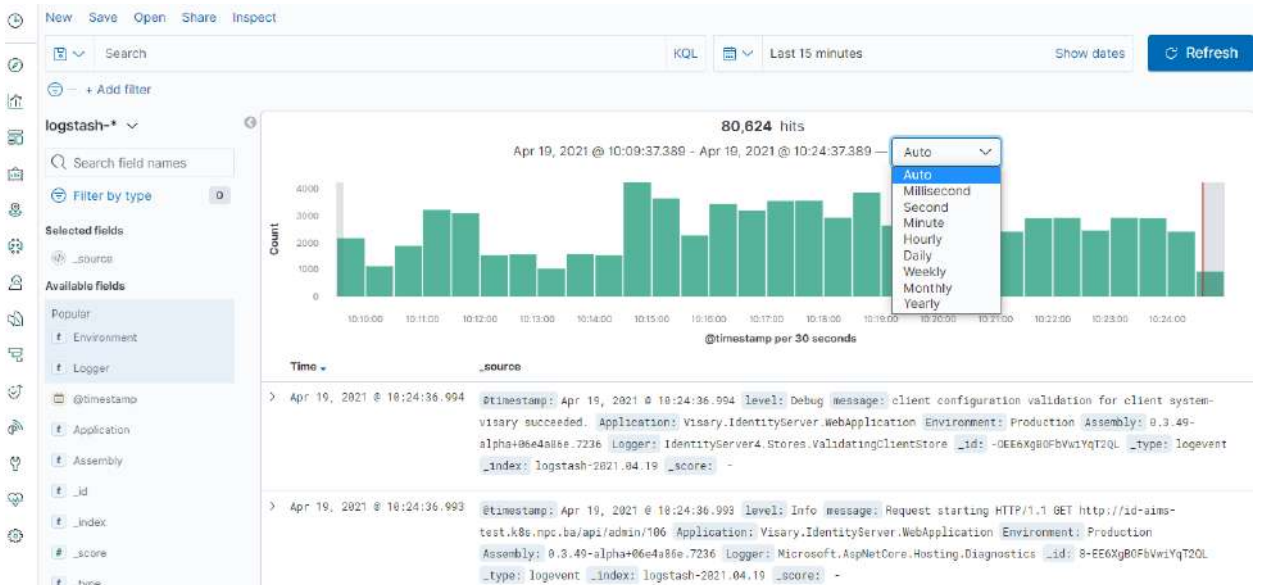 New Save Open Share Inspect
Search KQL Last 15 minutes Show dates Refresh
+ Add filter
logstash-*
Search field names
Filter by type 0
Selected fields
_source
Available fields
Popular
t Environment
t Logger
@timestamp
t Application
t Assembly
t _id
t _index
# _score
t _type
80,624 hits
Apr 19, 2021 @ 10:09:37.389 - Apr 19, 2021 @ 10:24:37.389 — Auto
Auto
Millisecond
Second
Minute
Hourly
Daily
Weekly
Monthly
Yearly
Count
4000
3000
2000
1000
0
10:10:00 10:11:00 10:12:00 10:13:00 10:14:00 10:15:00 10:16:00 10:17:00 10:18:00 10:19:00 10:20:00 10:21:00 10:22:00 10:23:00 10:24:00
@timestamp per 30 seconds
Time _source
Apr 19, 2021 @ 10:24:36.994 @timestamp: Apr 19, 2021 @ 10:24:36.994 level: Debug message: client configuration validation for client system-
visary succeeded. Application: Visary.IdentityServer.WebApplication Environment: Production Assembly: 0.3.49-
alpha+06e4a86e.7236 Logger: IdentityServer4.Stores.ValidatingClientStore _id: -OEE6XgBOFbVwiYqT2QL _type: logevent
_index: logstash-2021.04.19 _score: -
Apr 19, 2021 @ 10:24:36.993 @timestamp: Apr 19, 2021 @ 10:24:36.993 level: Info message: Request starting HTTP/1.1 GET http://id-aims-
test.k8s.npc.ba/api/admin/106 Application: Visary.IdentityServer.WebApplication Environment: Production
Assembly: 0.3.49-alpha+06e4a86e.7236 Logger: Microsoft.AspNetCore.Hosting.Diagnostics _id: 8-EE6XgBOFbVwiYqT2QL
_type: logevent _index: logstash-2021.04.19 _score: -